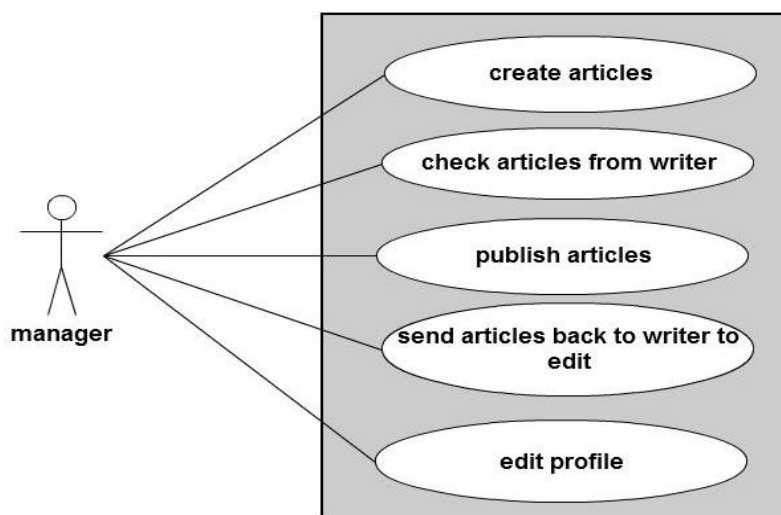 create articles
check articles from writer
publish articles
manager
send articles back to writer to
edit
edit profile